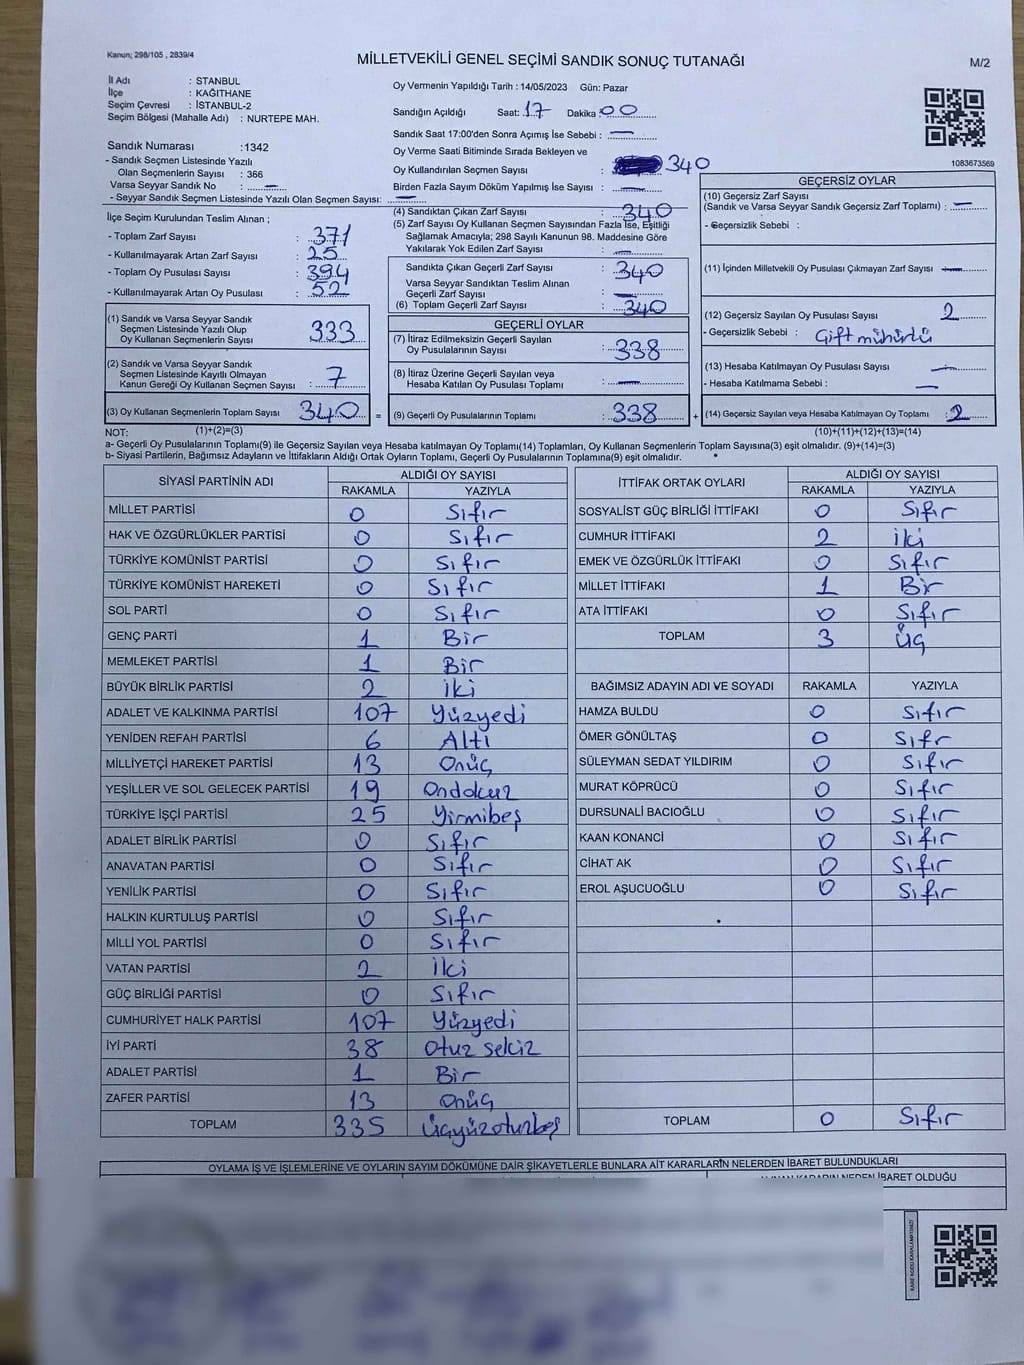 Kanun; 298/105 , 2839/4
MİLLETVEKİLİ GENEL SEÇİMİ SANDIK SONUÇ TUTANAĞI
M/2
İl Adı : STANBUL
İlçe : KAĞITHANE
Seçim Çevresi : İSTANBUL-2
Seçim Bölgesi (Mahalle Adı) : NURTEPE MAH.
Sandık Numarası :1342
- Sandık Seçmen Listesinde Yazılı
Olan Seçmenlerin Sayısı : 366
Varsa Seyyar Sandık No : —
- Seyyar Sandık Seçmen Listesinde Yazılı Olan Seçmen Sayısı: —
Oy Vermenin Yapıldığı Tarih : 14/05/2023 Gün: Pazar
Sandığın Açıldığı Saat: 17 Dakika : 00
Sandık Saat 17:00'den Sonra Açımış İse Sebebi : —
Oy Verme Saati Bitiminde Sırada Bekleyen ve
Oy Kullandırılan Seçmen Sayısı : 340
Birden Fazla Sayım Döküm Yapılmış İse Sayısı : —
1083673569
İlçe Seçim Kurulundan Teslim Alınan ;
- Toplam Zarf Sayısı : 371
- Kullanılmayarak Artan Zarf Sayısı : 25
- Toplam Oy Pusulası Sayısı : 394
- Kullanılmayarak Artan Oy Pusulası : 52
(1) Sandık ve Varsa Seyyar Sandık
Seçmen Listesinde Yazılı Olup
Oy Kullanan Seçmenlerin Sayısı : 333
(2) Sandık ve Varsa Seyyar Sandık
Seçmen Listesinde Kayıtlı Olmayan
Kanun Gereği Oy Kullanan Seçmen Sayısı : 7
(3) Oy Kullanan Seçmenlerin Toplam Sayısı 340 =
(4) Sandıktan Çıkan Zarf Sayısı : 340
(5) Zarf Sayısı Oy Kullanan Seçmen Sayısından Fazla İse, Eşitliği
Sağlamak Amacıyla; 298 Sayılı Kanunun 98. Maddesine Göre
Yakılarak Yok Edilen Zarf Sayısı : —
Sandıkta Çıkan Geçerli Zarf Sayısı : 340
Varsa Seyyar Sandıktan Teslim Alınan
Geçerli Zarf Sayısı : —
(6) Toplam Geçerli Zarf Sayısı : 340
GEÇERLİ OYLAR
(7) İtiraz Edilmeksizin Geçerli Sayılan
Oy Pusulalarının Sayısı : 338
(8) İtiraz Üzerine Geçerli Sayılan veya
Hesaba Katılan Oy Pusulası Toplamı : —
(9) Geçerli Oy Pusulalarının Toplamı : 338 +
GEÇERSİZ OYLAR
(10) Geçersiz Zarf Sayısı
(Sandık ve Varsa Seyyar Sandık Geçersiz Zarf Toplamı) : —
- Geçersizlik Sebebi :
(11) İçinden Milletvekili Oy Pusulası Çıkmayan Zarf Sayısı : —
(12) Geçersiz Sayılan Oy Pusulası Sayısı : 2
- Geçersizlik Sebebi : Çift mühürlü
(13) Hesaba Katılmayan Oy Pusulası Sayısı : —
- Hesaba Katılmama Sebebi : —
(14) Geçersiz Sayılan veya Hesaba Katılmayan Oy Toplamı : 2
NOT: (1)+(2)=(3) (10)+(11)+(12)+(13)=(14)
a- Geçerli Oy Pusulalarının Toplamı(9) ile Geçersiz Sayılan veya Hesaba katılmayan Oy Toplamı(14) Toplamları, Oy Kullanan Seçmenlerin Toplam Sayısına(3) eşit olmalıdır. (9)+(14)=(3)
b- Siyasi Partilerin, Bağımsız Adayların ve İttifakların Aldığı Ortak Oyların Toplamı, Geçerli Oy Pusulalarının Toplamına(9) eşit olmalıdır.
SİYASİ PARTİNİN ADI ALDIĞI OY SAYISI
RAKAMLA YAZIYLA
MİLLET PARTİSİ 0 Sıfır
HAK VE ÖZGÜRLÜKLER PARTİSİ 0 Sıfır
TÜRKİYE KOMÜNİST PARTİSİ 0 Sıfır
TÜRKİYE KOMÜNİST HAREKETİ 0 Sıfır
SOL PARTİ 0 Sıfır
GENÇ PARTİ 1 Bir
MEMLEKET PARTİSİ 1 Bir
BÜYÜK BİRLİK PARTİSİ 2 iki
ADALET VE KALKINMA PARTİSİ 107 Yüzyedi
YENİDEN REFAH PARTİSİ 6 Altı
MİLLİYETÇİ HAREKET PARTİSİ 13 Onüç
YEŞİLLER VE SOL GELECEK PARTİSİ 19 Ondokuz
TÜRKİYE İŞÇİ PARTİSİ 25 Yirmibeş
ADALET BİRLİK PARTİSİ 0 Sıfır
ANAVATAN PARTİSİ 0 Sıfır
YENİLİK PARTİSİ 0 Sıfır
HALKIN KURTULUŞ PARTİSİ 0 Sıfır
MİLLİ YOL PARTİSİ 0 Sıfır
VATAN PARTİSİ 2 İki
GÜÇ BİRLİĞİ PARTİSİ 0 Sıfır
CUMHURİYET HALK PARTİSİ 107 Yüzyedi
İYİ PARTİ 38 Otuz sekiz
ADALET PARTİSİ 1 Bir
ZAFER PARTİSİ 13 Onüç
TOPLAM 335 Üçyüzotuzbeş
İTTİFAK ORTAK OYLARI ALDIĞI OY SAYISI
RAKAMLA YAZIYLA
SOSYALİST GÜÇ BİRLİĞİ İTTİFAKI 0 Sıfır
CUMHUR İTTİFAKI 2 iki
EMEK VE ÖZGÜRLÜK İTTİFAKI 0 Sıfır
MİLLET İTTİFAKI 1 Bir
ATA İTTİFAKI 0 Sıfır
TOPLAM 3 Üç
BAĞIMSIZ ADAYIN ADI VE SOYADI RAKAMLA YAZIYLA
HAMZA BULDU 0 Sıfır
ÖMER GÖNÜLTAŞ 0 Sıfr
SÜLEYMAN SEDAT YILDIRIM 0 Sıfır
MURAT KÖPRÜCÜ 0 Sıfır
DURSUNALİ BACIOĞLU 0 Sıfır
KAAN KONANCİ 0 Sıfır
CİHAT AK 0 Sıfır
EROL AŞUCUOĞLU 0 Sıfır
TOPLAM 0 Sıfır
OYLAMA İŞ VE İŞLEMLERİNE VE OYLARIN SAYIM DÖKÜMÜNE DAİR ŞİKAYETLERLE BUNLARA AİT KARARLARIN NELERDEN İBARET BULUNDUKLARI
KARARIN NEDEN İBARET OLDUĞU